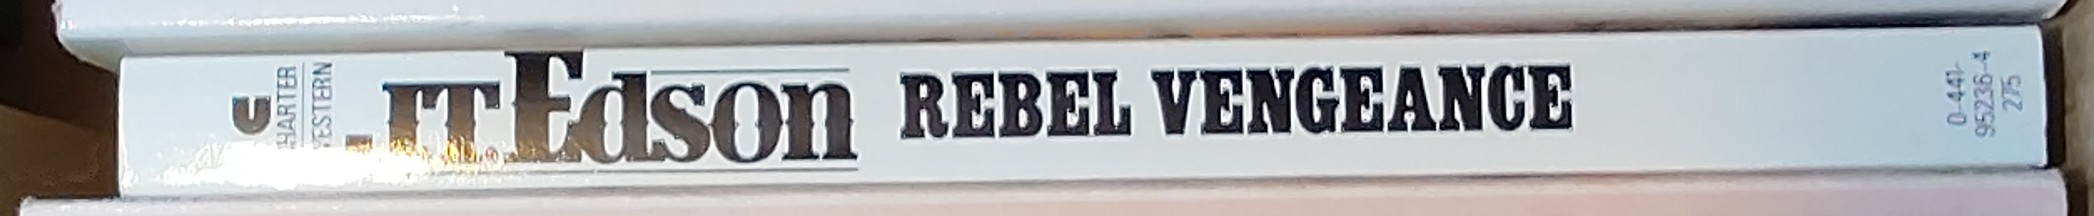 CHARTER
WESTERN
J.T. Edson
REBEL VENGEANCE
0-441-
95236-4
275